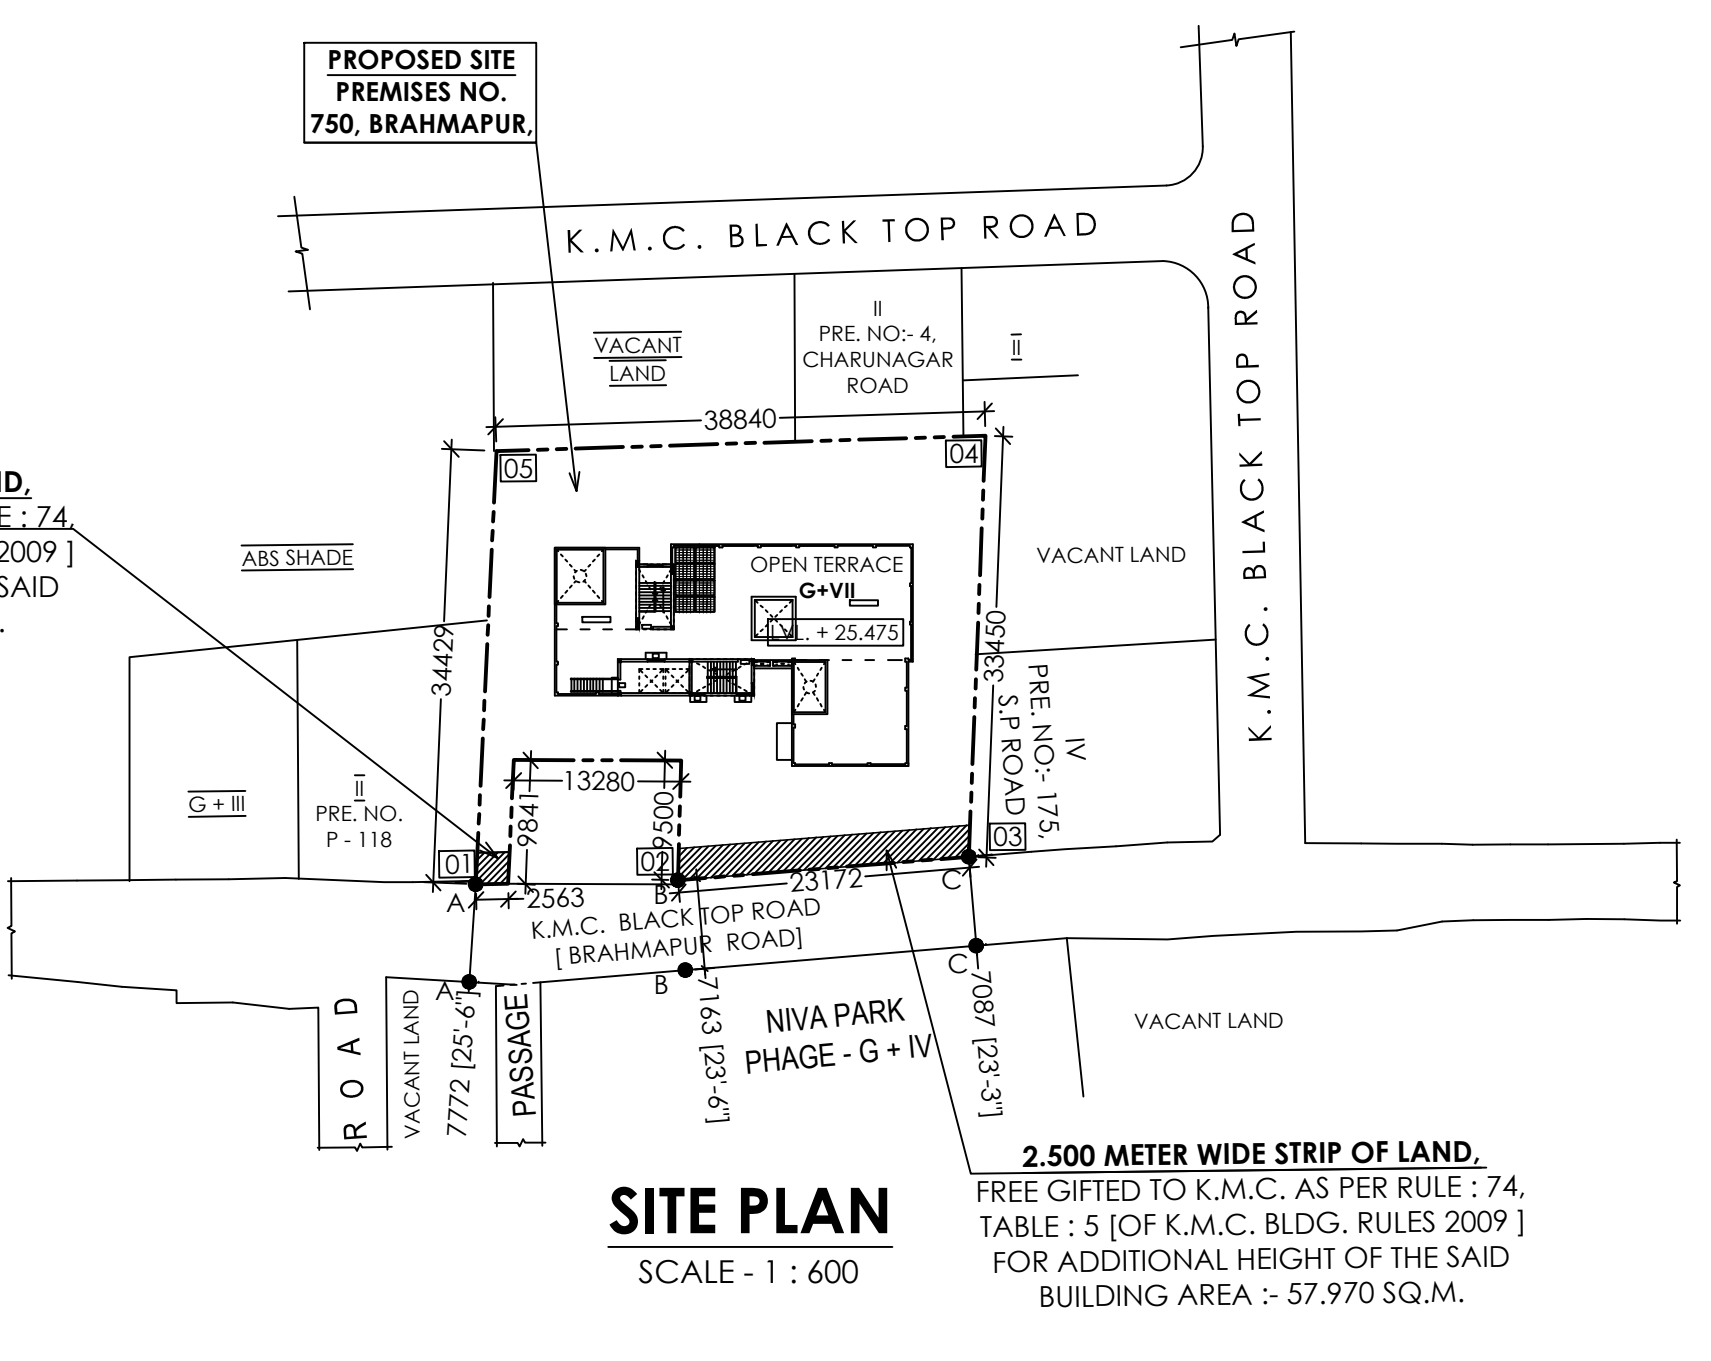 PROPOSED SITE
PREMISES NO.
750, BRAHMAPUR,
K.M.C. BLACK TOP ROAD
K.M.C. BLACK TOP ROAD
VACANT
LAND
II
PRE. NO:- 4,
CHARUNAGAR
ROAD
II
38840
05
04
ABS SHADE
E : 74,
2009 ]
SAID
OPEN TERRACE
G+VII
+ 25.475
VACANT LAND
34429
33450
IV
PRE. NO:- 175,
S.P ROAD
G + III
II
PRE. NO.
P - 118
13280
9841
9500
01
02
03
A
B
C
2563
23172
K.M.C. BLACK TOP ROAD
[ BRAHMAPUR ROAD]
A
B
C
ROAD
VACANT LAND
7772 [25'-6"]
PASSAGE
7163 [23'-6"]
NIVA PARK
PHAGE - G + IV
7087 [23'-3"]
VACANT LAND
2.500 METER WIDE STRIP OF LAND,
FREE GIFTED TO K.M.C. AS PER RULE : 74,
TABLE : 5 [OF K.M.C. BLDG. RULES 2009 ]
FOR ADDITIONAL HEIGHT OF THE SAID
BUILDING AREA :- 57.970 SQ.M.
SITE PLAN
SCALE - 1 : 600